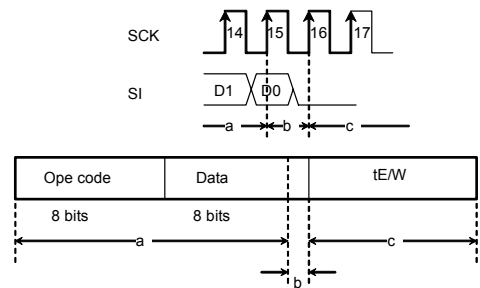 SCK 14 15 16 17
SI D1 D0
a b c
Ope code Data tE/W
8 bits 8 bits
a c
b